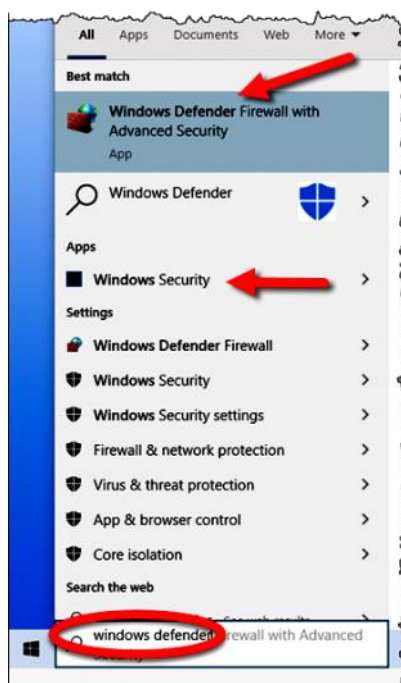 All Apps Documents Web More
Best match
Windows Defender Firewall with
Advanced Security
App
Windows Defender
Apps
Windows Security
Settings
Windows Defender Firewall
Windows Security
Windows Security settings
Firewall & network protection
Virus & threat protection
App & browser control
Core isolation
Search the web
windows defender rewall with Advanced